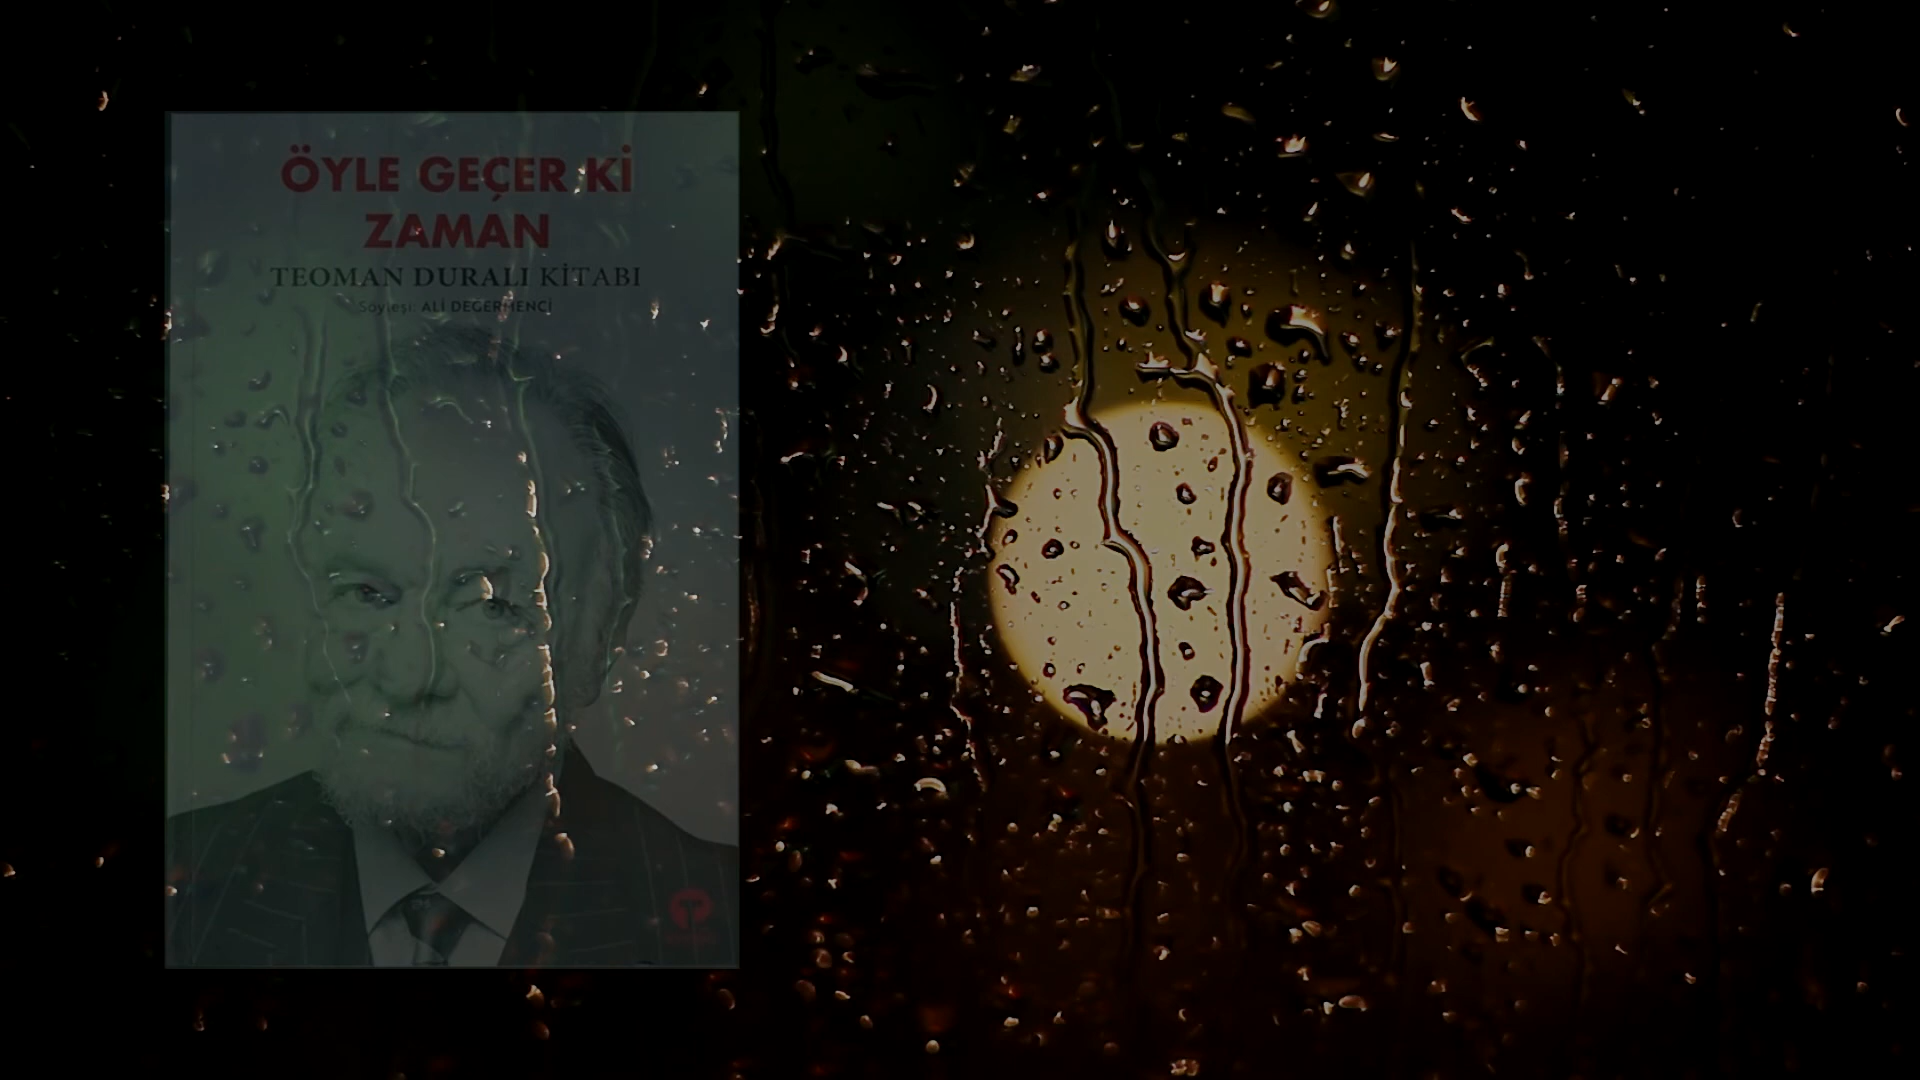 ÖYLE GEÇER Kİ
ZAMAN
TEOMAN DURALI KİTABI
Söyleşi: ALİ DEĞERMENCİ